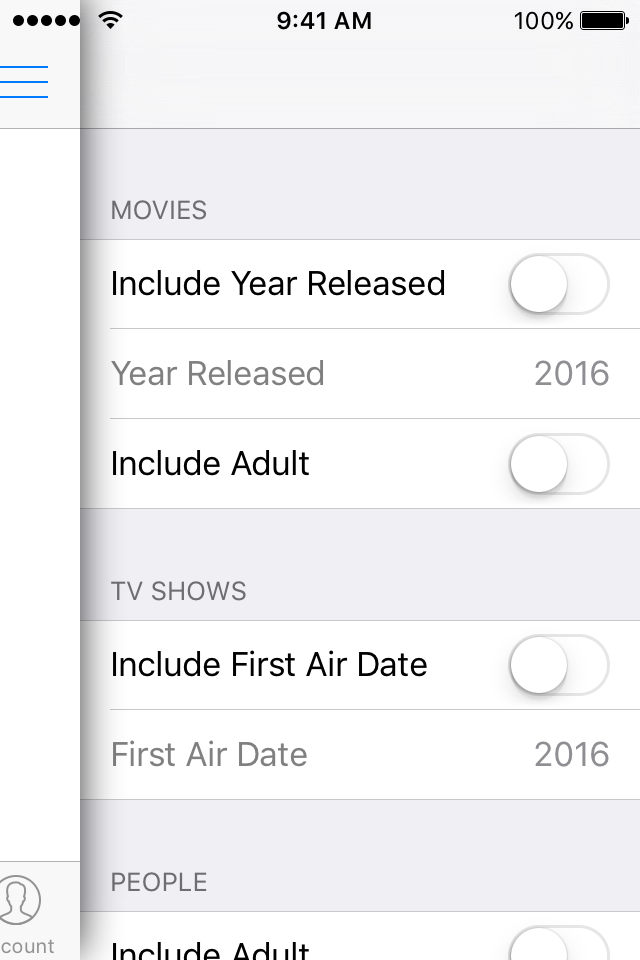 9:41 AM 100%
MOVIES
Include Year Released
Year Released 2016
Include Adult
TV SHOWS
Include First Air Date
First Air Date 2016
PEOPLE
Include Adult
count